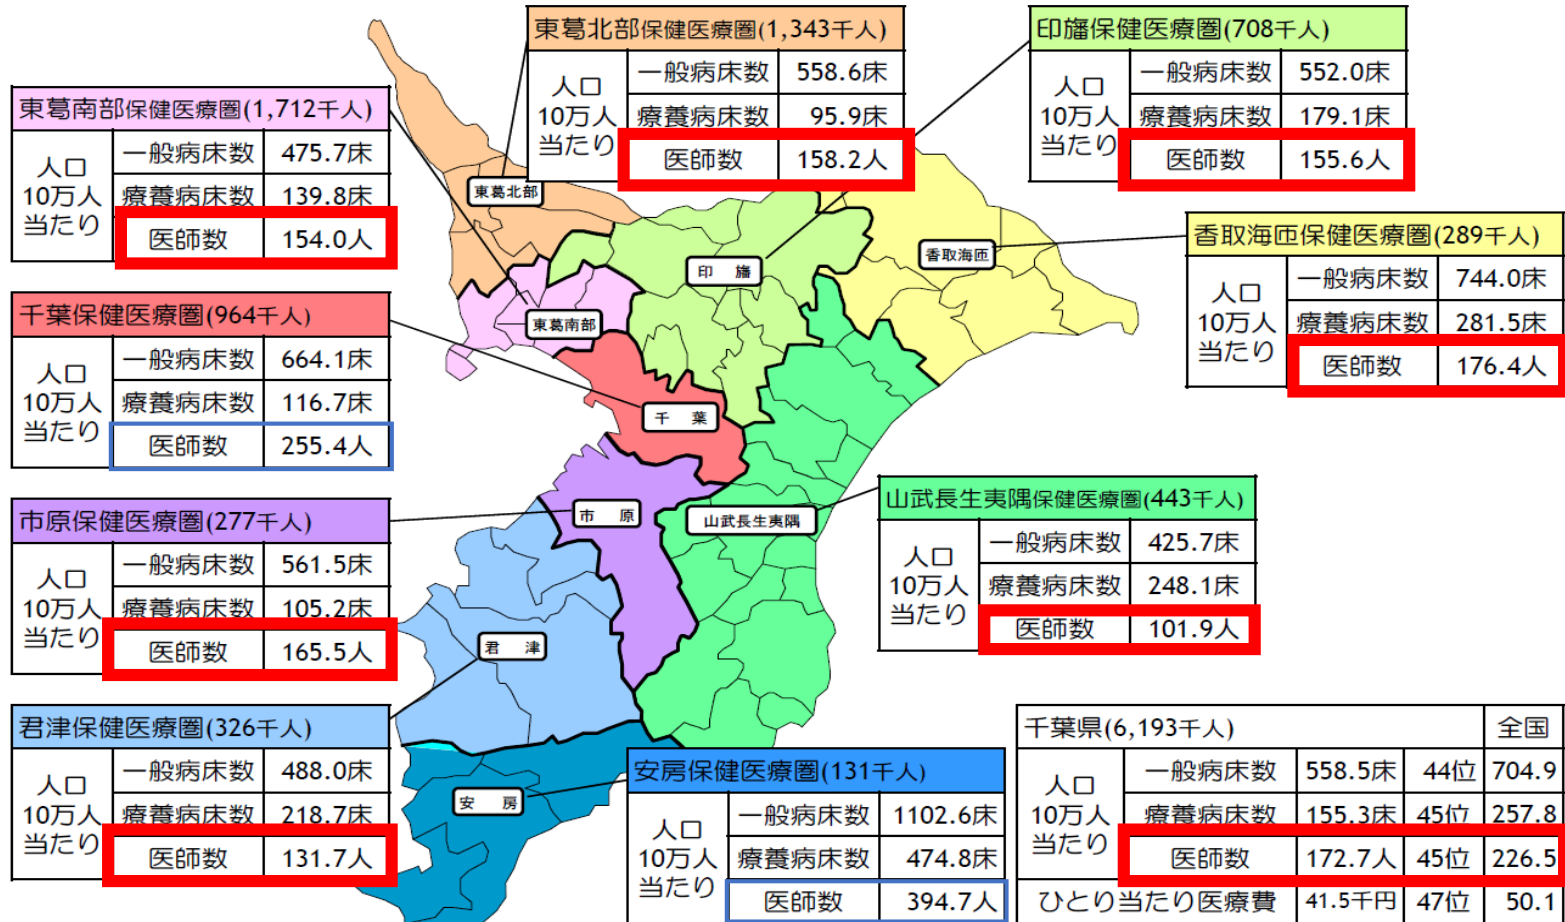 東葛北部保健医療圏(1,343千人)
人口10万人当たり
一般病床数 558.6床
療養病床数 95.9床
医師数 158.2人
印旛保健医療圏(708千人)
人口10万人当たり
一般病床数 552.0床
療養病床数 179.1床
医師数 155.6人
東葛南部保健医療圏(1,712千人)
人口10万人当たり
一般病床数 475.7床
療養病床数 139.8床
医師数 154.0人
香取海匝保健医療圏(289千人)
人口10万人当たり
一般病床数 744.0床
療養病床数 281.5床
医師数 176.4人
千葉保健医療圏(964千人)
人口10万人当たり
一般病床数 664.1床
療養病床数 116.7床
医師数 255.4人
市原保健医療圏(277千人)
人口10万人当たり
一般病床数 561.5床
療養病床数 105.2床
医師数 165.5人
山武長生夷隅保健医療圏(443千人)
人口10万人当たり
一般病床数 425.7床
療養病床数 248.1床
医師数 101.9人
君津保健医療圏(326千人)
人口10万人当たり
一般病床数 488.0床
療養病床数 218.7床
医師数 131.7人
安房保健医療圏(131千人)
人口10万人当たり
一般病床数 1102.6床
療養病床数 474.8床
医師数 394.7人
千葉県(6,193千人) 全国
人口10万人当たり
一般病床数 558.5床 44位 704.9
療養病床数 155.3床 45位 257.8
医師数 172.7人 45位 226.5
ひとり当たり医療費 41.5千円 47位 50.1
東葛北部
印 旛
香取海匝
東葛南部
千 葉
市 原
山武長生夷隅
君 津
安 房